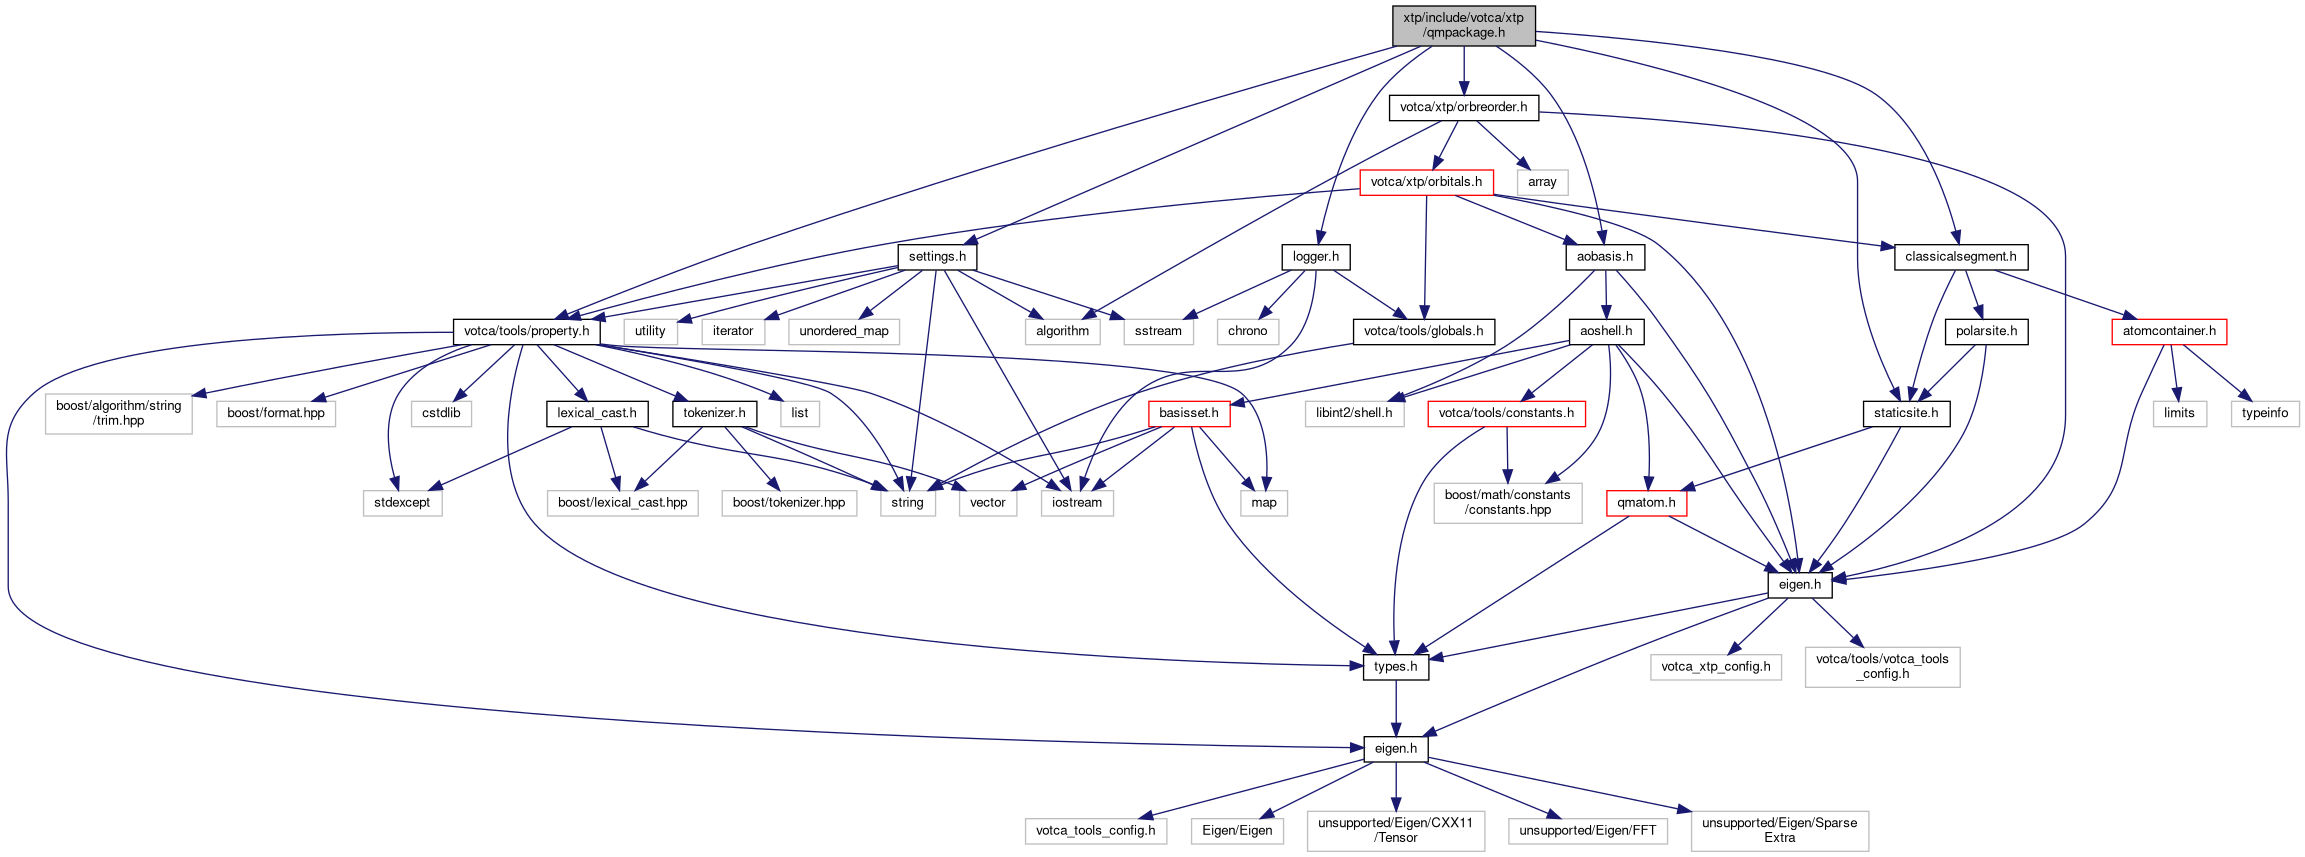 xtp/include/votca/xtp
/qmpackage.h
votca/xtp/orbreorder.h
votca/xtp/orbitals.h
array
settings.h
logger.h
aobasis.h
classicalsegment.h
votca/tools/property.h
utility
iterator
unordered_map
algorithm
sstream
chrono
votca/tools/globals.h
aoshell.h
polarsite.h
atomcontainer.h
boost/algorithm/string
/trim.hpp
boost/format.hpp
cstdlib
lexical_cast.h
tokenizer.h
list
basisset.h
libint2/shell.h
votca/tools/constants.h
staticsite.h
limits
typeinfo
stdexcept
boost/lexical_cast.hpp
boost/tokenizer.hpp
string
vector
iostream
map
boost/math/constants
/constants.hpp
qmatom.h
eigen.h
types.h
votca_xtp_config.h
votca/tools/votca_tools
_config.h
eigen.h
votca_tools_config.h
Eigen/Eigen
unsupported/Eigen/CXX11
/Tensor
unsupported/Eigen/FFT
unsupported/Eigen/Sparse
Extra